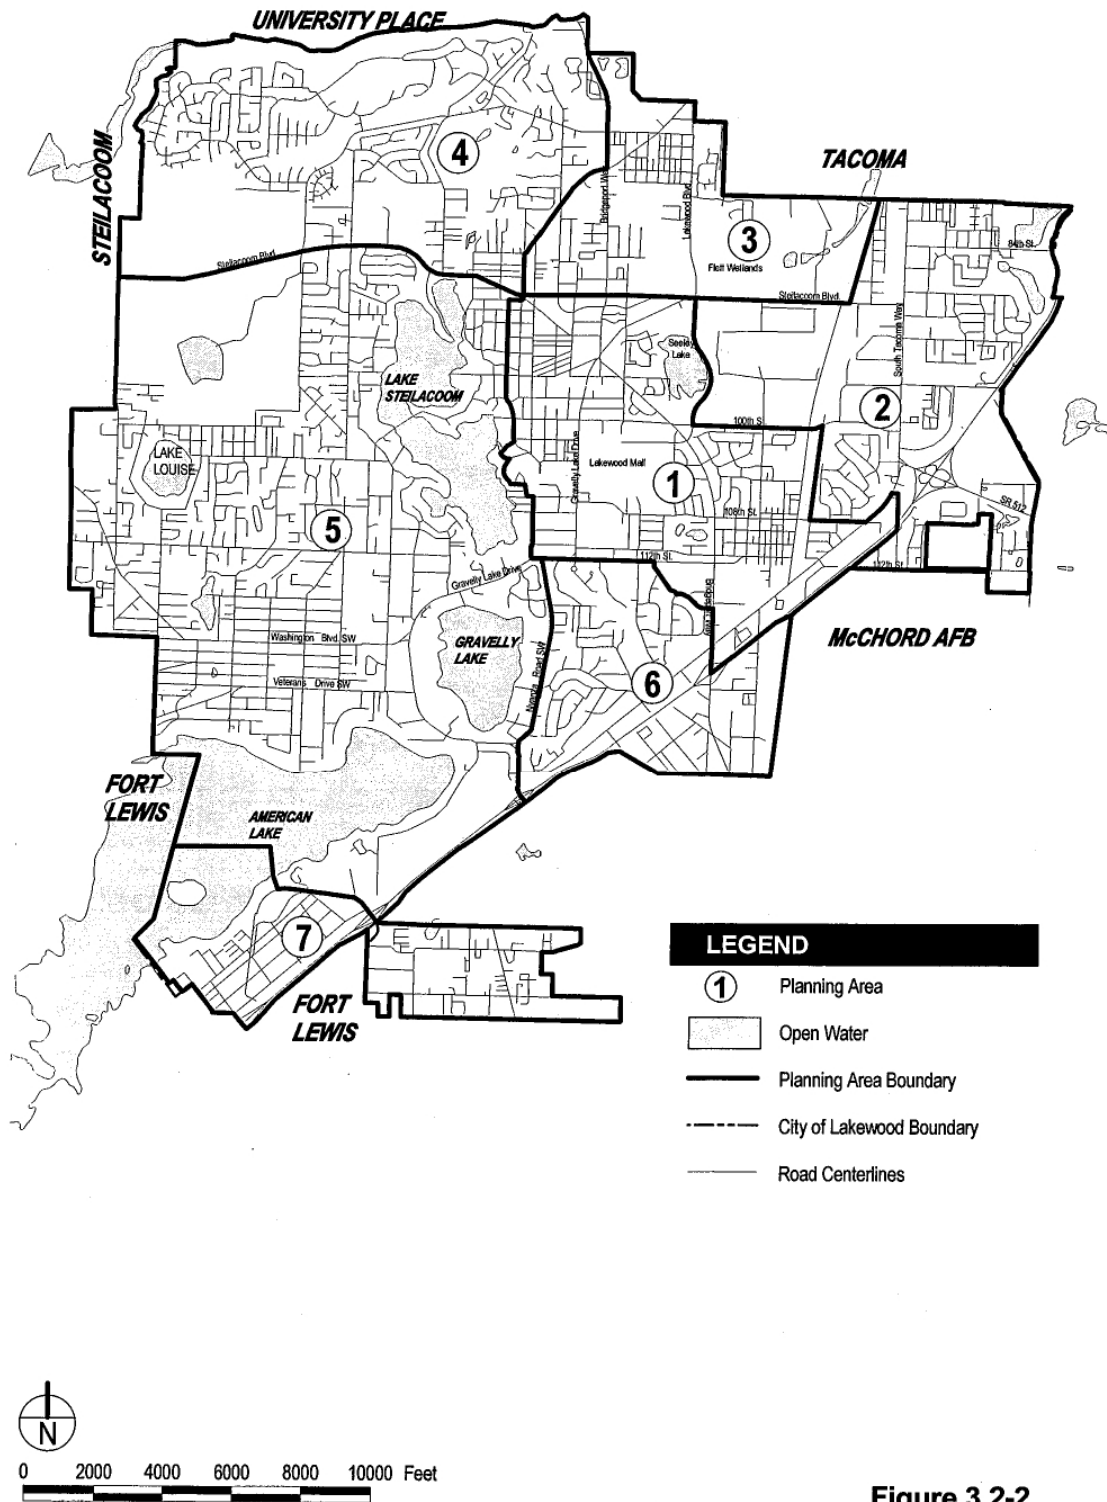 UNIVERSITY PLACE
STEILACOOM
TACOMA
4
3
Bridgeport Way
Lakewood Blvd.
Flett Wetlands
84th St.
Steilacoom Blvd.
Steilacoom Blvd.
South Tacoma Way
Seeley
Lake
LAKE
STEILACOOM
2
100th S
LAKE
LOUISE
Gravelly Lake Drive
Lakewood Mall
1
SR 512
108th St.
5
112th St.
112th St.
Gravelly Lake Drive
Bridgeport Way
Washington Blvd. SW
GRAVELLY
LAKE
McCHORD AFB
Nyanza Road SW
6
Veterans Drive SW
FORT
LEWIS
AMERICAN
LAKE
7
FORT
LEWIS
LEGEND
1 Planning Area
Open Water
Planning Area Boundary
City of Lakewood Boundary
Road Centerlines
N
0 2000 4000 6000 8000 10000 Feet
Figure 3.2-2